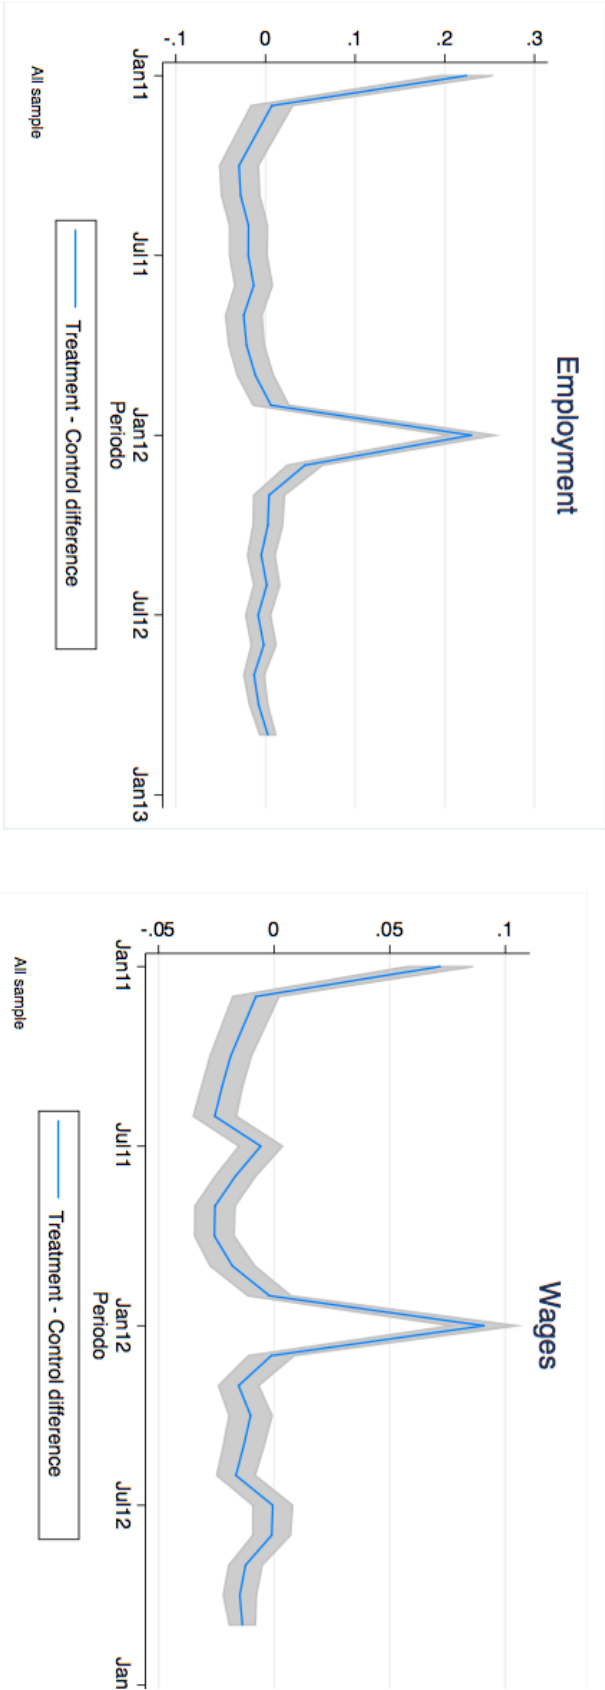 Employment
.3
.2
.1
0
-.1
Jan11
Jul11
Jan12
Jul12
Jan13
Periodo
Treatment - Control difference
All sample
Wages
.1
.05
0
-.05
Jan11
Jul11
Jan12
Jul12
Jan
Periodo
Treatment - Control difference
All sample